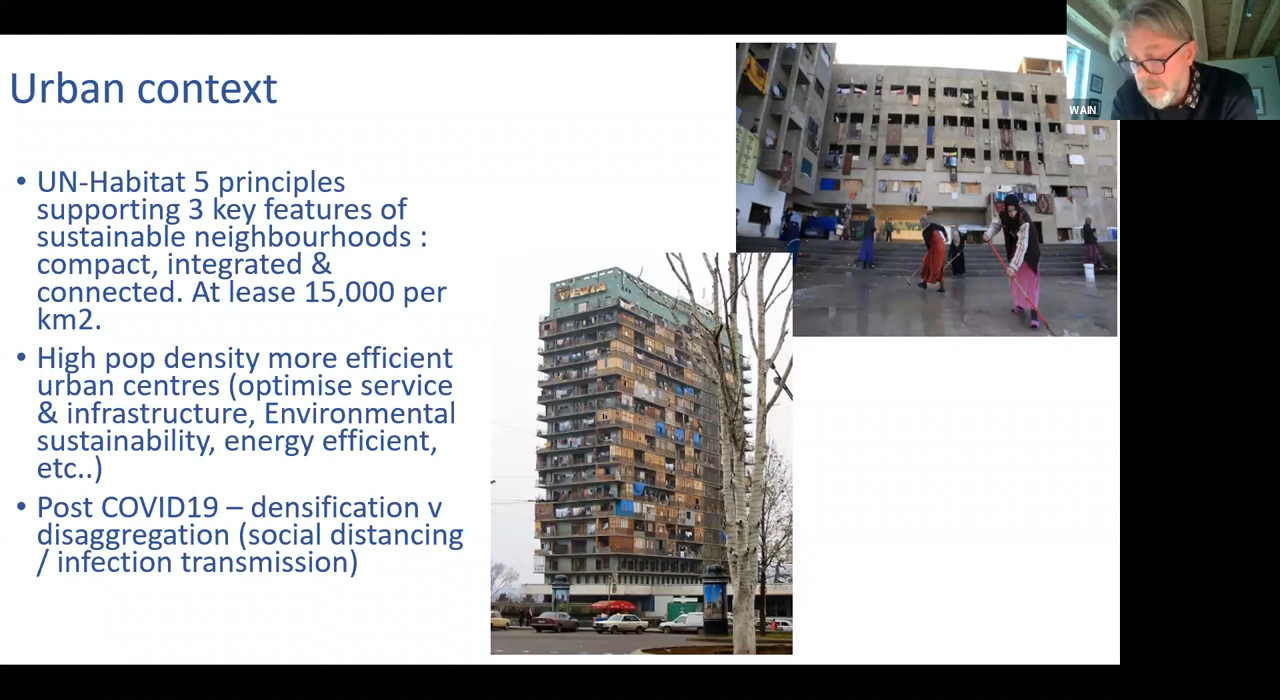 Urban context
• UN-Habitat 5 principles
supporting 3 key features of
sustainable neighbourhoods :
compact, integrated &
connected. At lease 15,000 per
km2.
• High pop density more efficient
urban centres (optimise service
& infrastructure, Environmental
sustainability, energy efficient,
etc..)
• Post COVID19 – densification v
disaggregation (social distancing
/ infection transmission)
WAIN